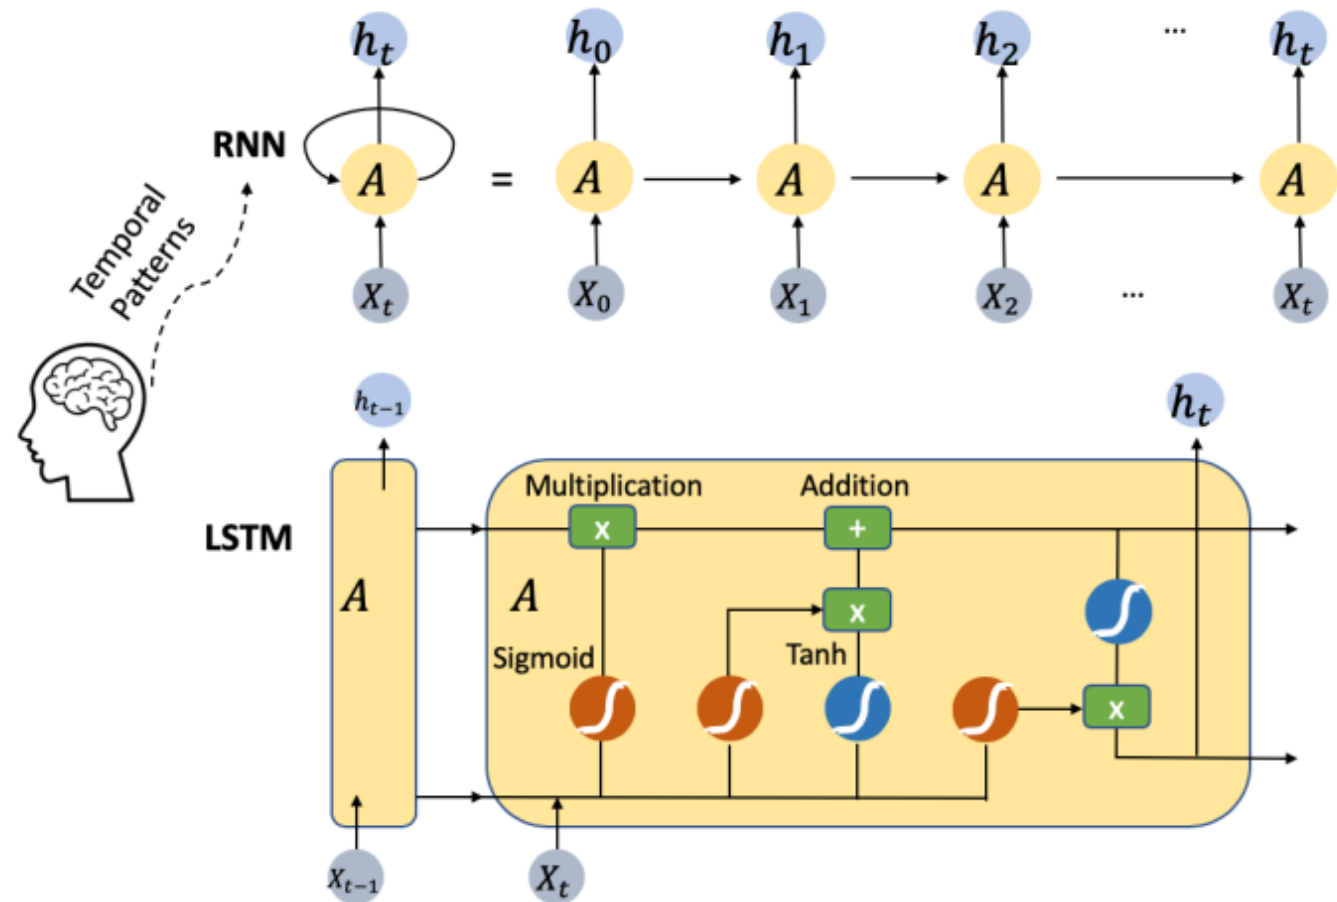 h_t h_0 h_1 h_2 ... h_t
RNN
A = A A A A
Temporal
Patterns
X_t X_0 X_1 X_2 ... X_t
h_{t−1} h_t
Multiplication Addition
x +
LSTM
A A
x
Sigmoid Tanh
x
X_{t−1} X_t